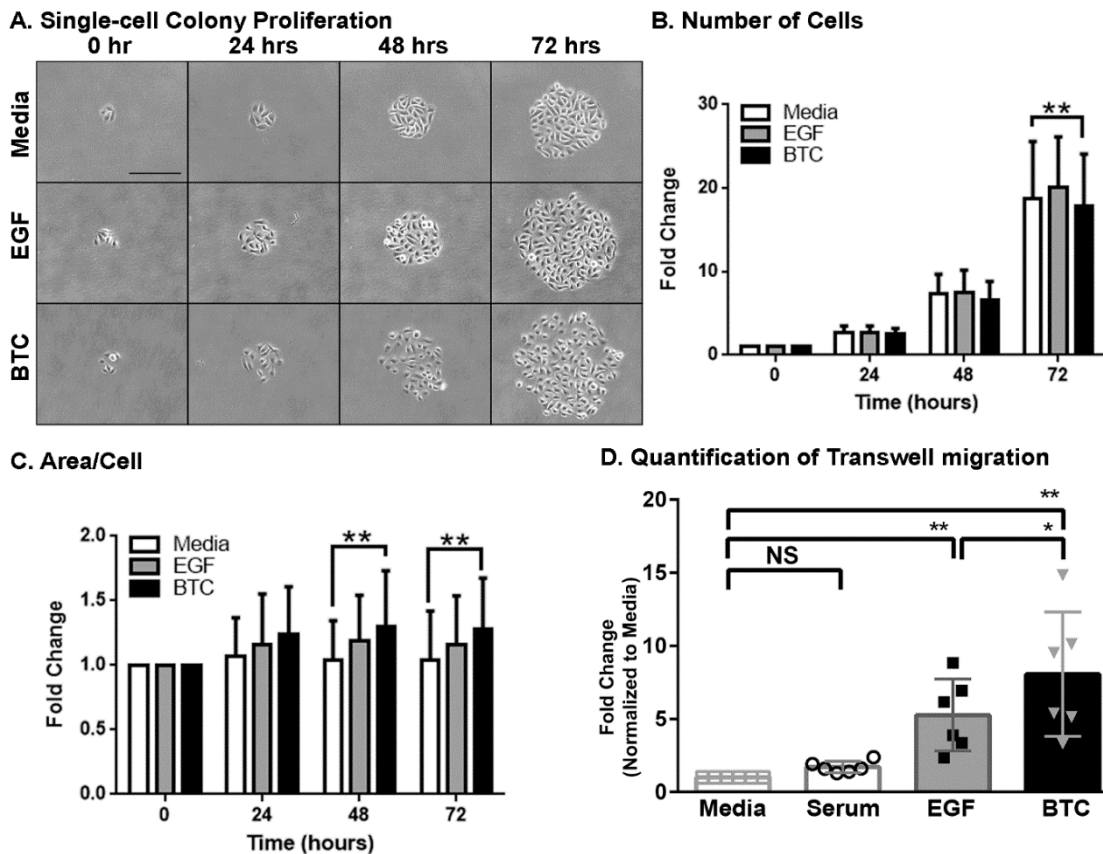 A. Single-cell Colony Proliferation
0 hr 24 hrs 48 hrs 72 hrs
Media
EGF
BTC
B. Number of Cells
Fold Change
30
20
10
0
Media
EGF
BTC
**
0 24 48 72
Time (hours)
C. Area/Cell
Fold Change
2.0
1.5
1.0
0.5
0.0
Media
EGF
BTC
** **
0 24 48 72
Time (hours)
D. Quantification of Transwell migration
Fold Change
(Normalized to Media)
20
15
10
5
0
**
** *
NS
Media Serum EGF BTC